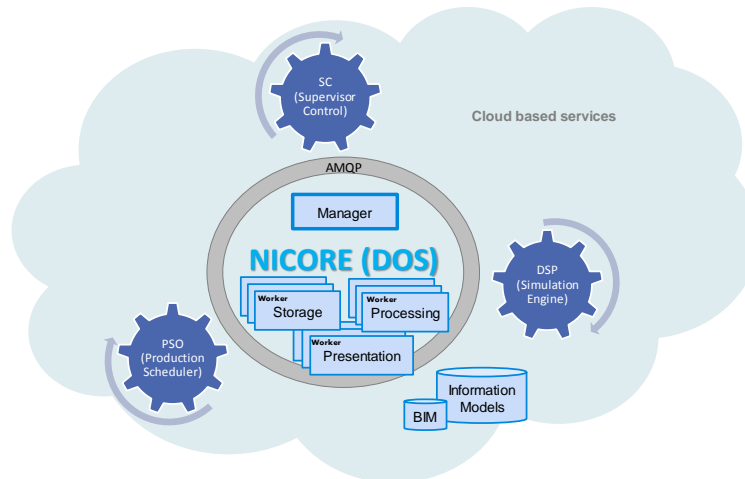 SC
(Supervisor
Control)
Cloud based services
AMQP
Manager
NICORE (DOS)
DSP
(Simulation
Engine)
Worker
Storage
Worker
Processing
Worker
Presentation
PSO
(Production
Scheduler)
Information
Models
BIM